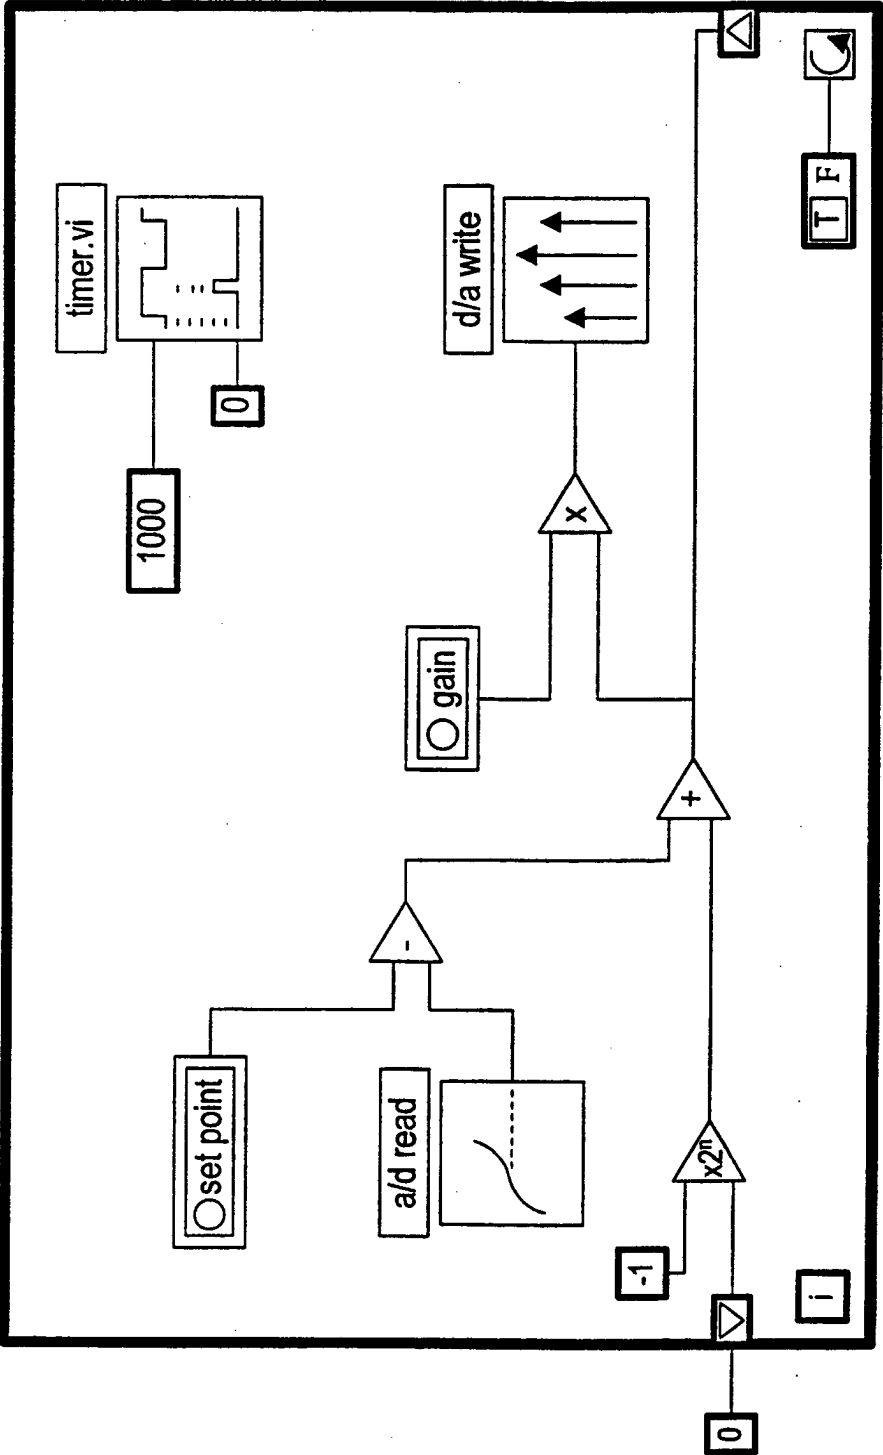 timer.vi
1000
0
set point
a/d read
-
gain
x
d/a write
+
-1
x2ⁿ
0
i
T F